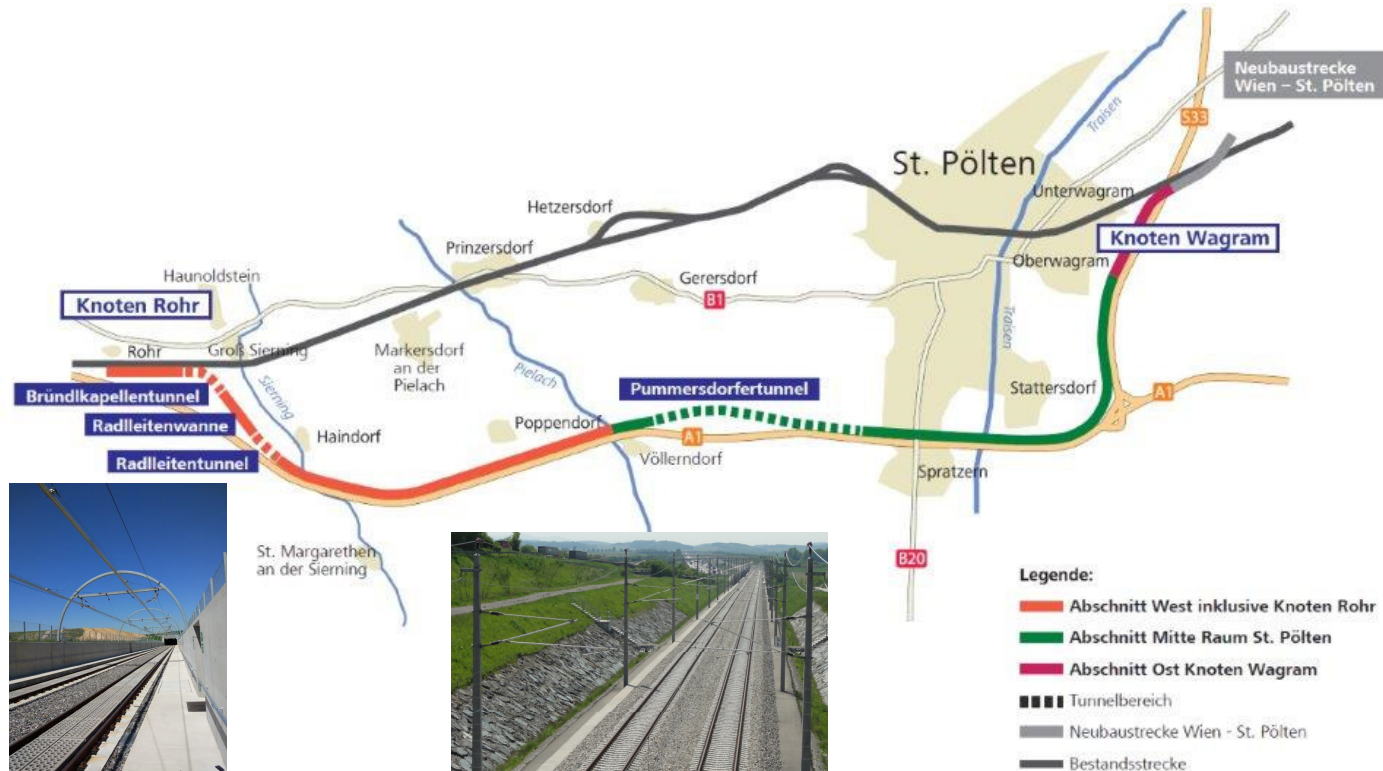 Neubaustrecke
Wien – St. Pölten
S33
Traisen
St. Pölten
Unterwagram
Hetzersdorf
Knoten Wagram
Prinzersdorf
Oberwagram
Haunoldstein
Gerersdorf
B1
Knoten Rohr
Traisen
Rohr
Groß Sierning
Markersdorf
an der
Pielach
Pielach
Sierning
Pummersdorfertunnel
Stattersdorf
A1
Bründlkapellentunnel
Radlleitenwanne
Haindorf
Poppendorf
A1
Völlerndorf
Radlleitentunnel
Spratzern
St. Margarethen
an der Sierning
B20
Legende:
Abschnitt West inklusive Knoten Rohr
Abschnitt Mitte Raum St. Pölten
Abschnitt Ost Knoten Wagram
Tunnelbereich
Neubaustrecke Wien - St. Pölten
Bestandsstrecke